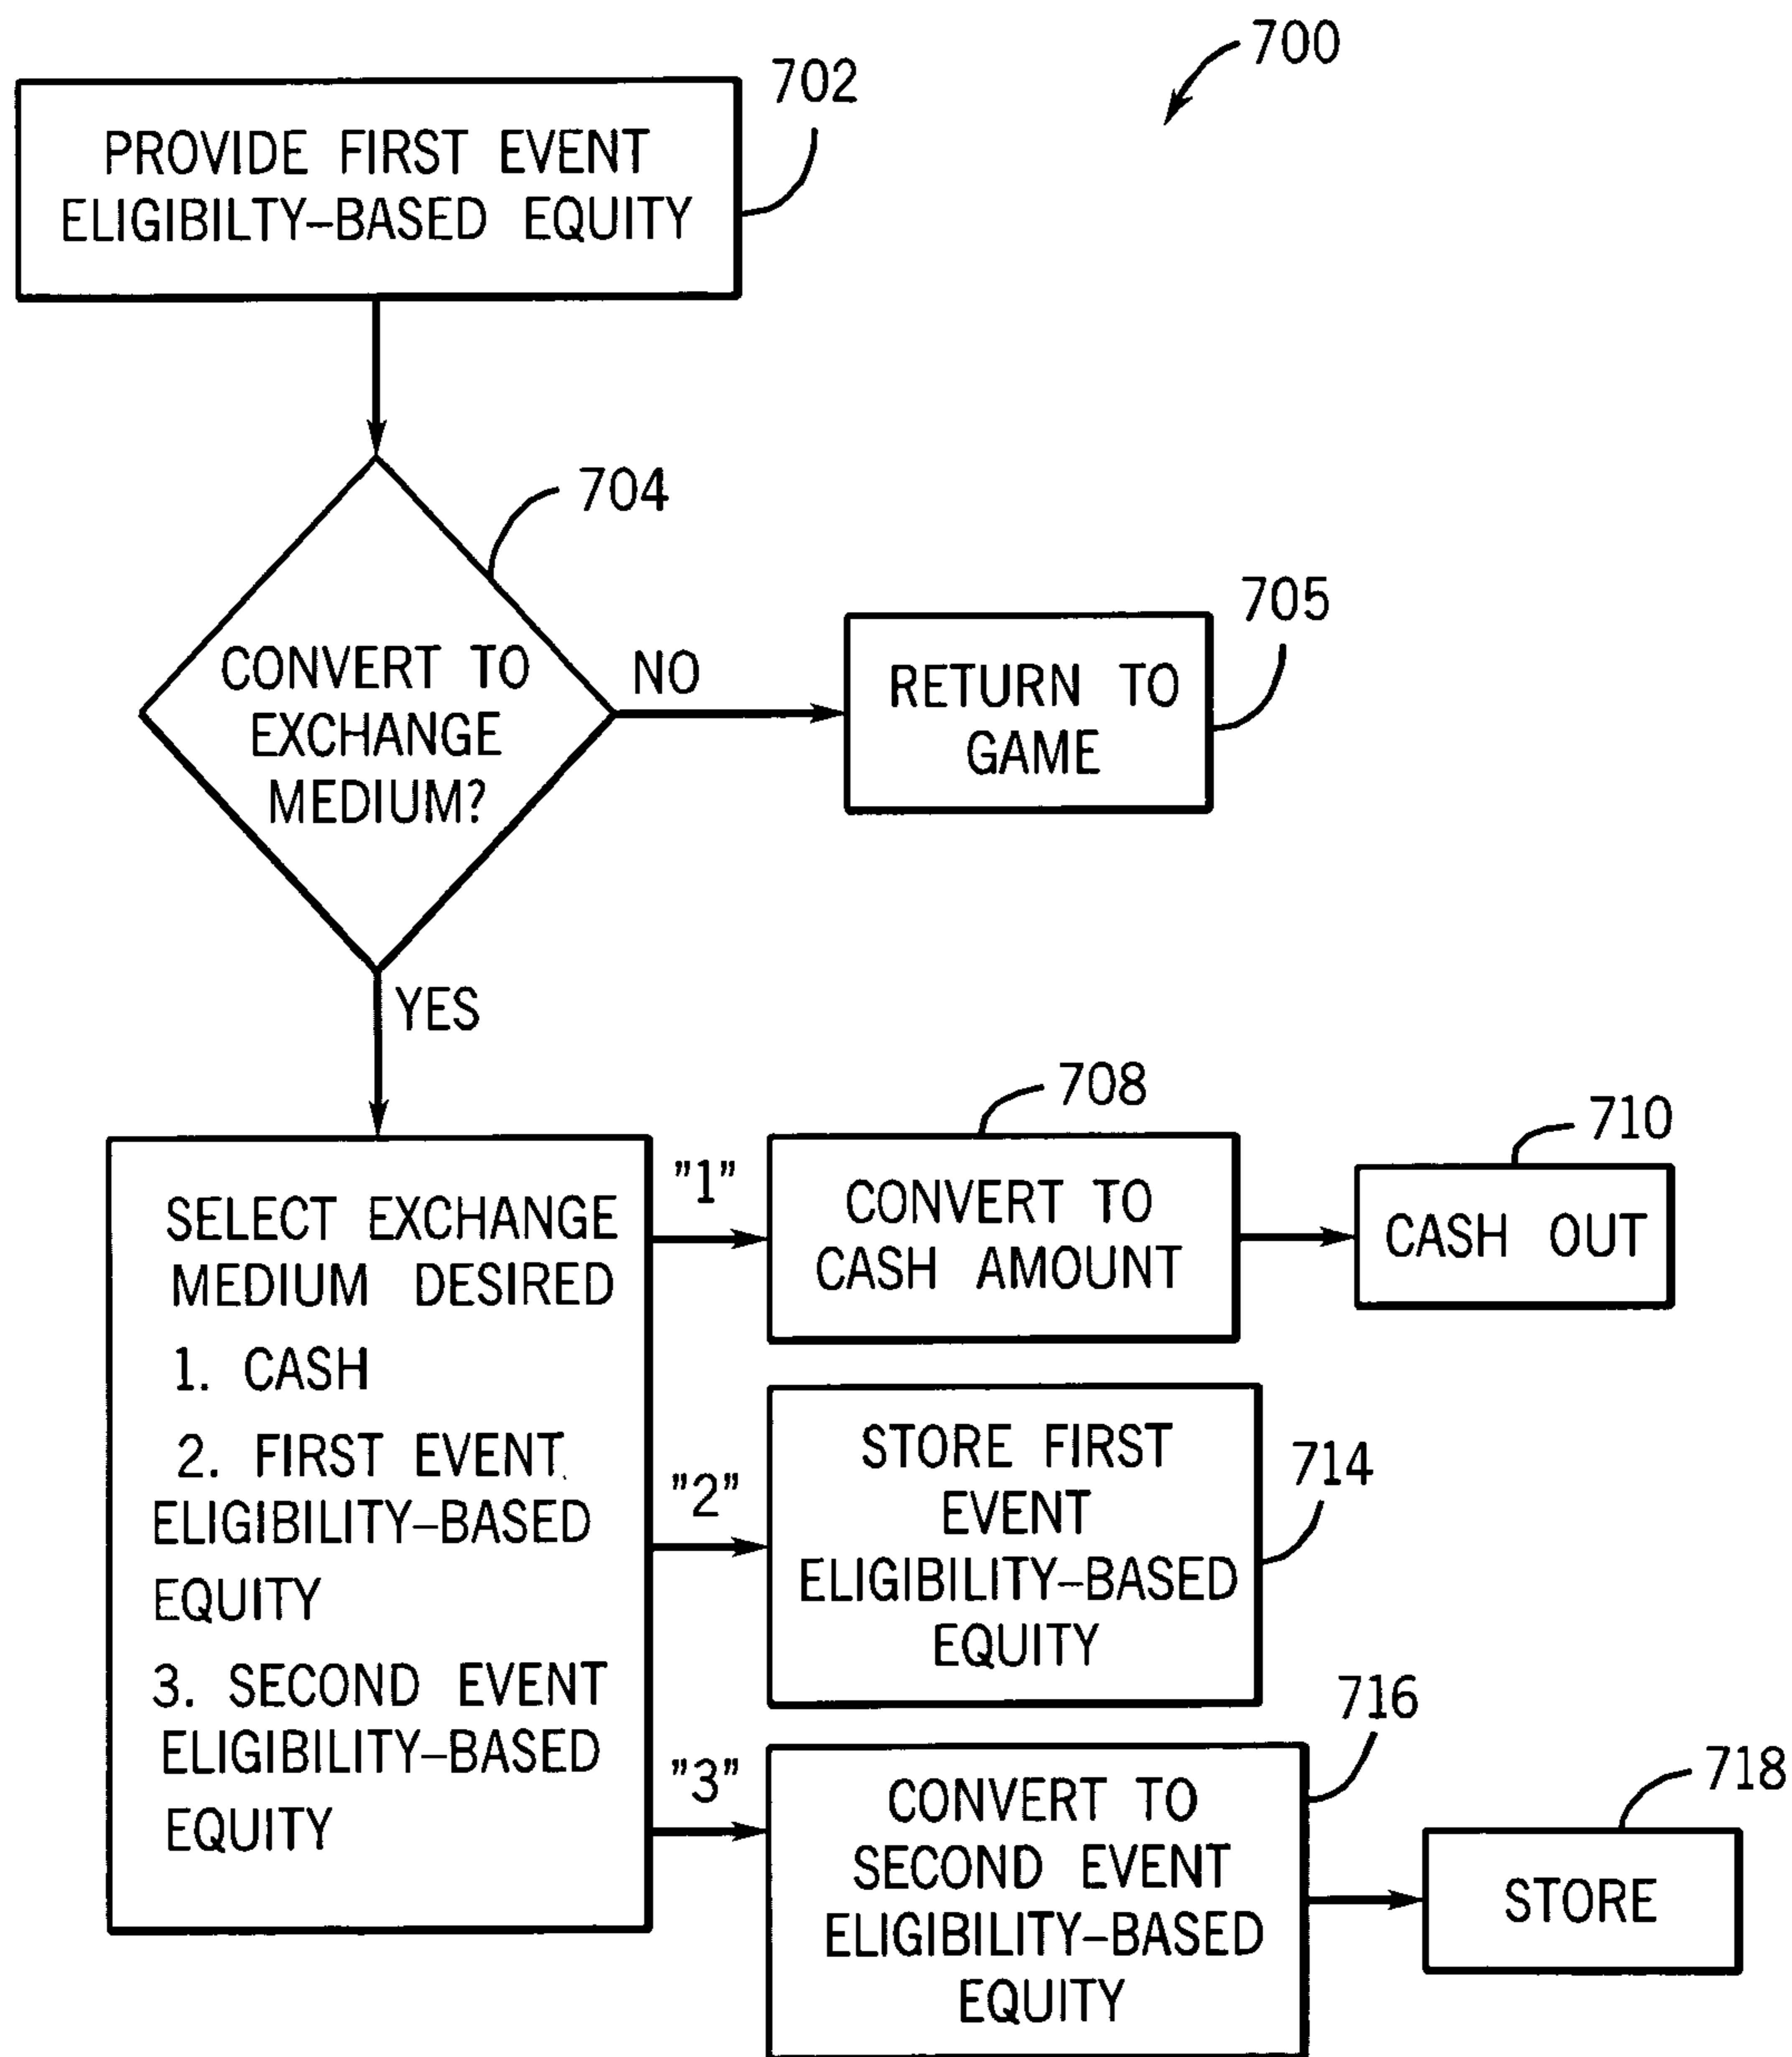 700
702
PROVIDE FIRST EVENT
ELIGIBILTY-BASED EQUITY
704
CONVERT TO
EXCHANGE
MEDIUM?
NO
705
RETURN TO
GAME
YES
SELECT EXCHANGE
MEDIUM DESIRED
1. CASH
2. FIRST EVENT
ELIGIBILITY-BASED
EQUITY
3. SECOND EVENT
ELIGIBILITY-BASED
EQUITY
"1"
708
CONVERT TO
CASH AMOUNT
710
CASH OUT
"2"
STORE FIRST
EVENT
ELIGIBILITY-BASED
EQUITY
714
"3"
716
CONVERT TO
SECOND EVENT
ELIGIBILITY-BASED
EQUITY
718
STORE